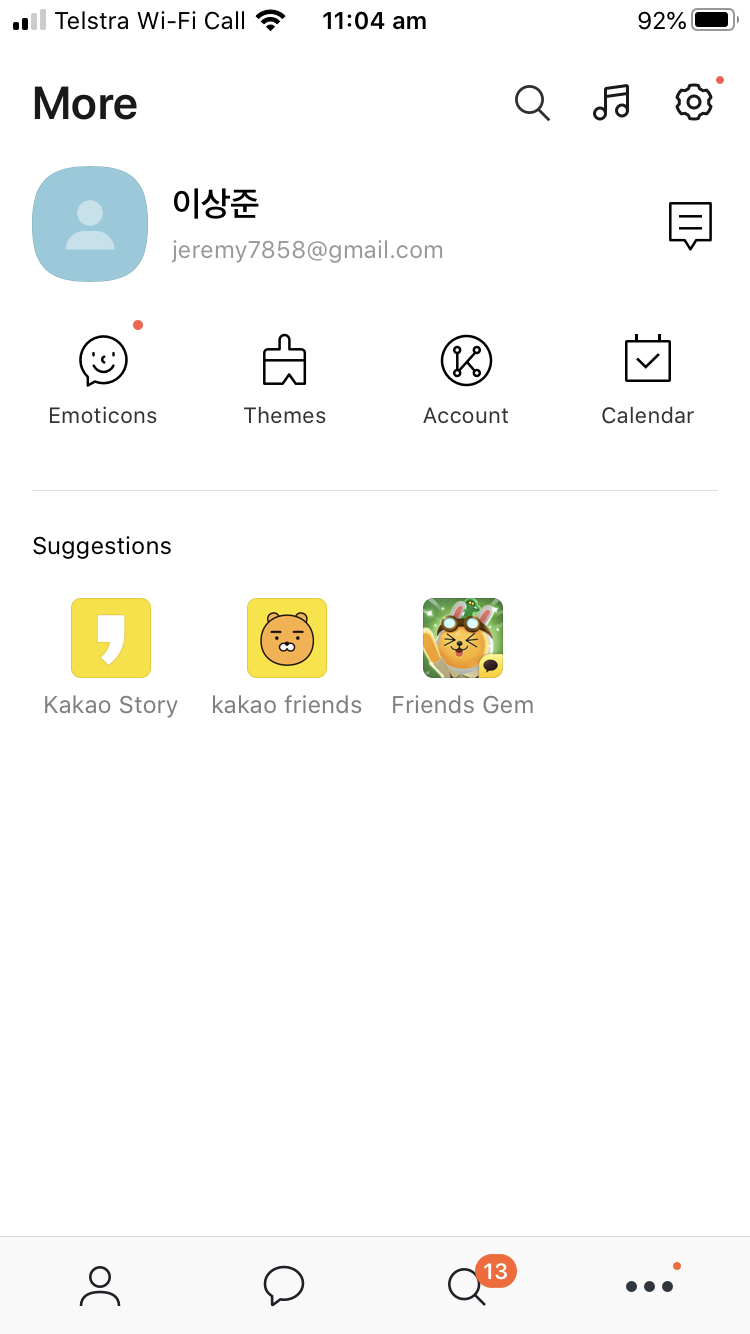 Telstra Wi-Fi Call 11:04 am 92%
More
이상준
jeremy7858@gmail.com
Emoticons Themes Account Calendar
Suggestions
Kakao Story kakao friends Friends Gem
13